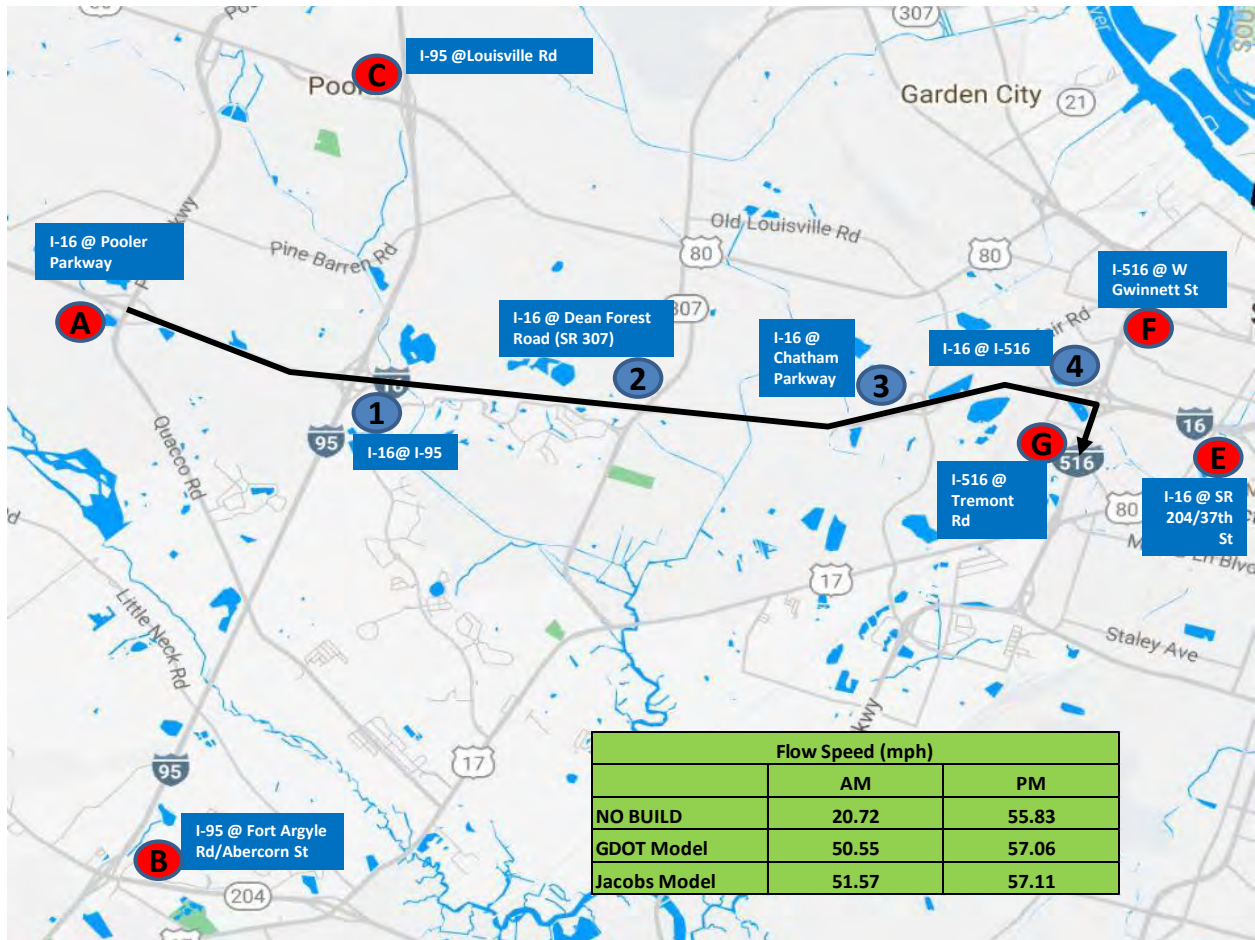 307
C
I-95 @Louisville Rd
Garden City
21
Old Louisville Rd
80
80
I-16 @ Pooler
Parkway
Pine Barren Rd
A
I-16 @ Dean Forest
Road (SR 307)
307
I-16 @
Chatham
Parkway
I-16 @ I-516
I-516 @ W
Gwinnett St
F
1
2
3
4
95
I-16@ I-95
Quacco Rd
G
516
16
E
I-516 @
Tremont
Rd
80
I-16 @ SR
204/37th
St
17
Staley Ave
Little Neck Rd
17
95
B
I-95 @ Fort Argyle
Rd/Abercorn St
204
Flow Speed (mph)
AM PM
NO BUILD 20.72 55.83
GDOT Model 50.55 57.06
Jacobs Model 51.57 57.11